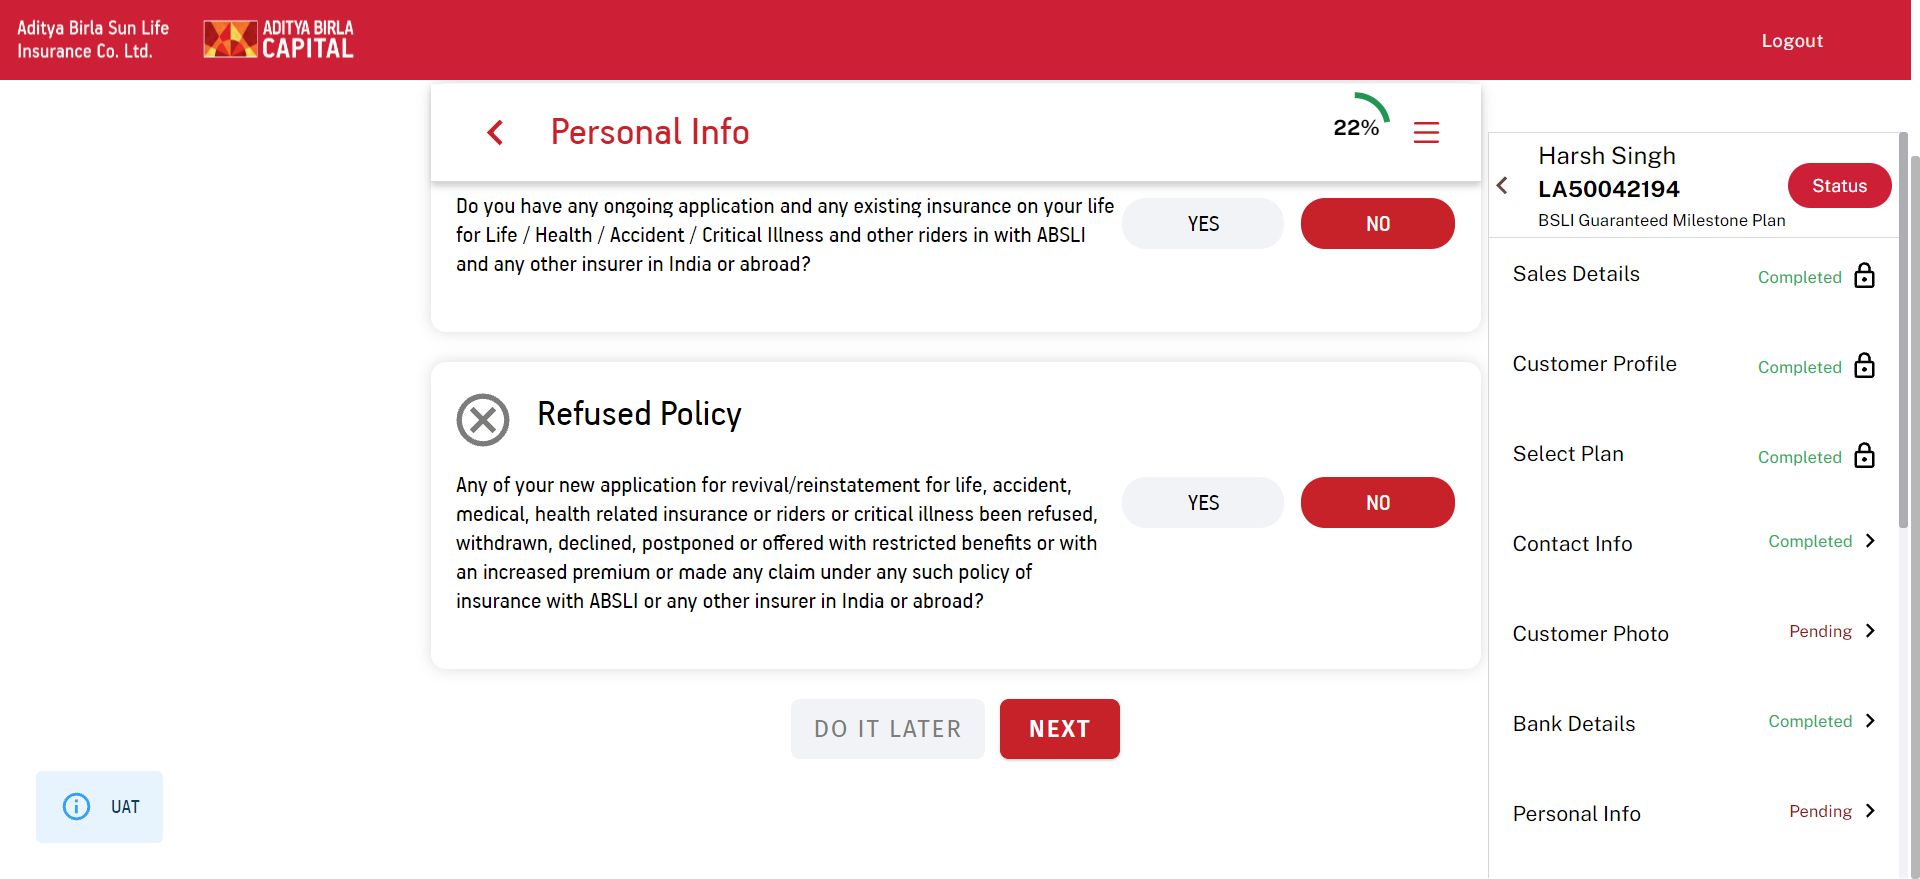 Aditya Birla Sun Life
Insurance Co. Ltd.
ADITYA BIRLA
CAPITAL
Logout
Personal Info
22%
Do you have any ongoing application and any existing insurance on your life
for Life / Health / Accident / Critical Illness and other riders in with ABSLI
and any other insurer in India or abroad?
YES
NO
Refused Policy
Any of your new application for revival/reinstatement for life, accident,
medical, health related insurance or riders or critical illness been refused,
withdrawn, declined, postponed or offered with restricted benefits or with
an increased premium or made any claim under any such policy of
insurance with ABSLI or any other insurer in India or abroad?
YES
NO
DO IT LATER
NEXT
UAT
Harsh Singh
LA50042194
BSLI Guaranteed Milestone Plan
Status
Sales Details
Completed
Customer Profile
Completed
Select Plan
Completed
Contact Info
Completed
Customer Photo
Pending
Bank Details
Completed
Personal Info
Pending